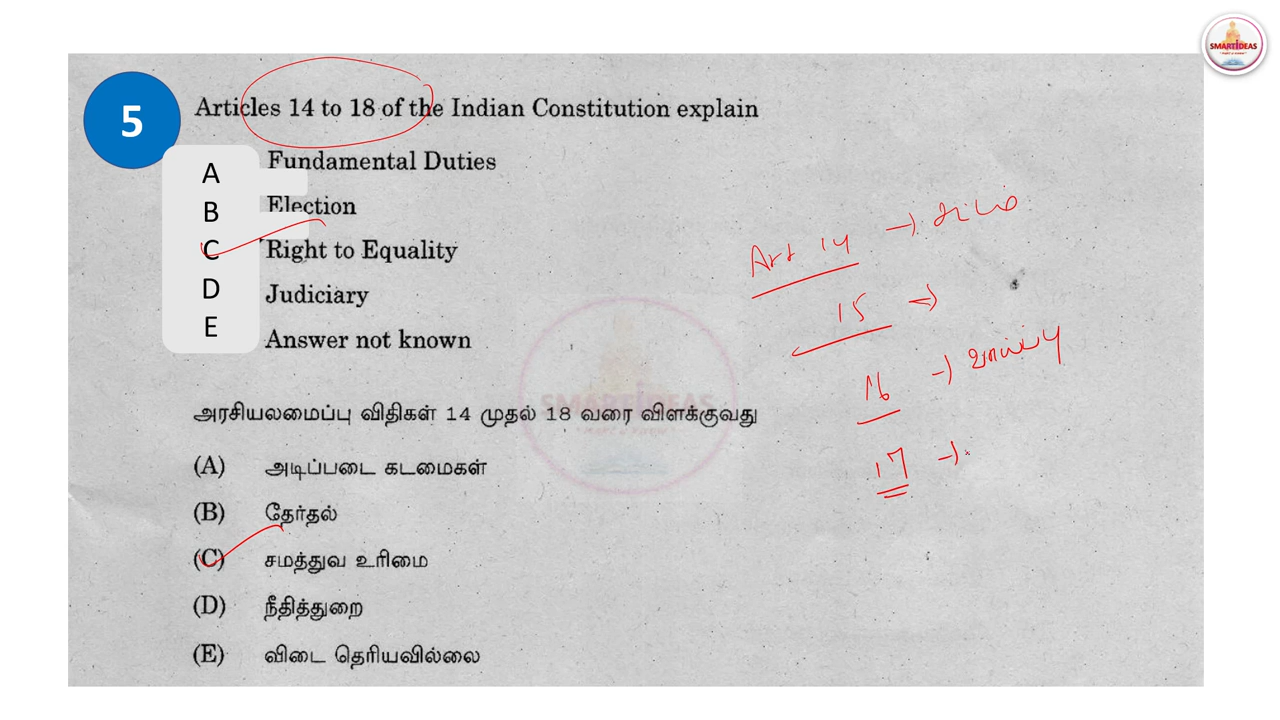 SMARTIDEAS
5
Articles 14 to 18 of the Indian Constitution explain
A Fundamental Duties
B Election
C Right to Equality
D Judiciary
E Answer not known
Art 14 →
15 →
16 → வாய்ப்பு
17 →
SMARTIDEAS
அரசியலமைப்பு விதிகள் 14 முதல் 18 வரை விளக்குவது
(A) அடிப்படை கடமைகள்
(B) தேர்தல்
(C) சமத்துவ உரிமை
(D) நீதித்துறை
(E) விடை தெரியவில்லை